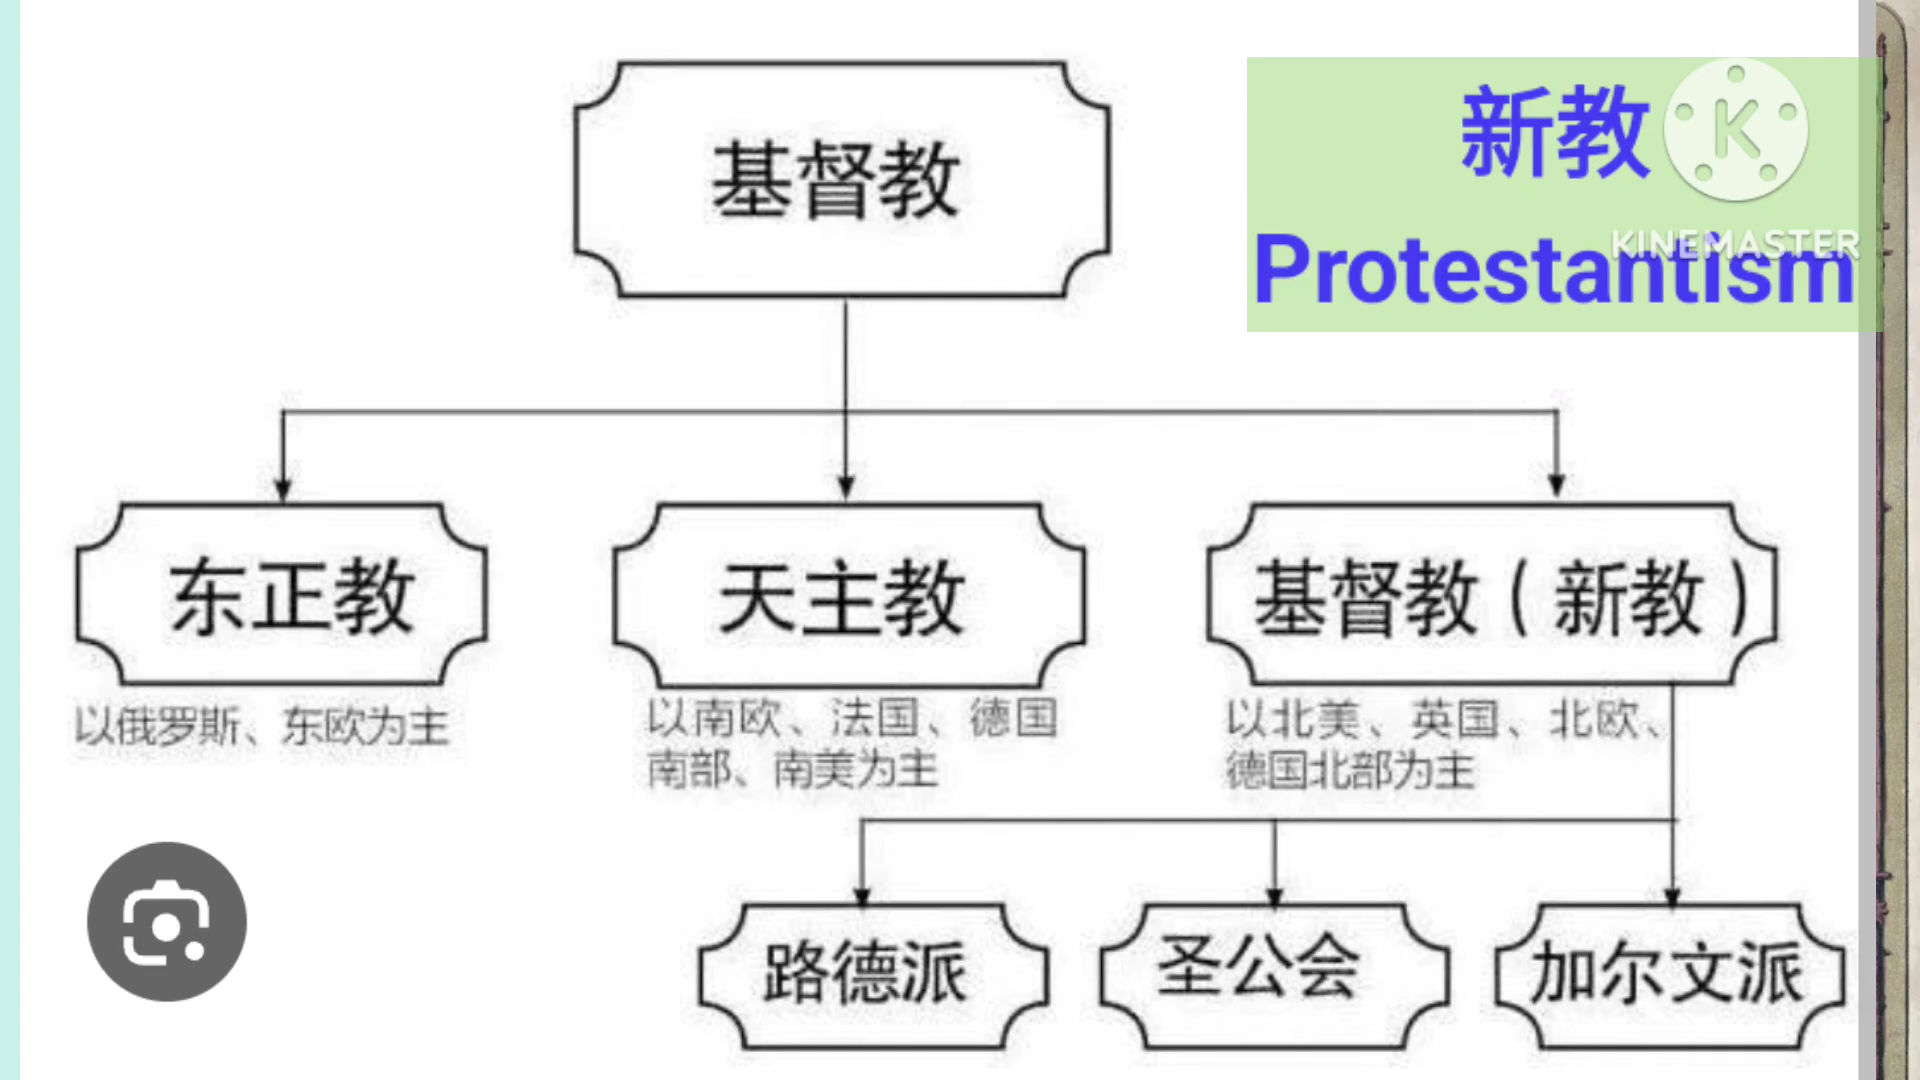 基督教
新教
K
KINEMASTER
Protestantism
东正教
天主教
基督教（新教）
以俄罗斯、东欧为主
以南欧、法国、德国
南部、南美为主
以北美、英国、北欧、
德国北部为主
路德派
圣公会
加尔文派